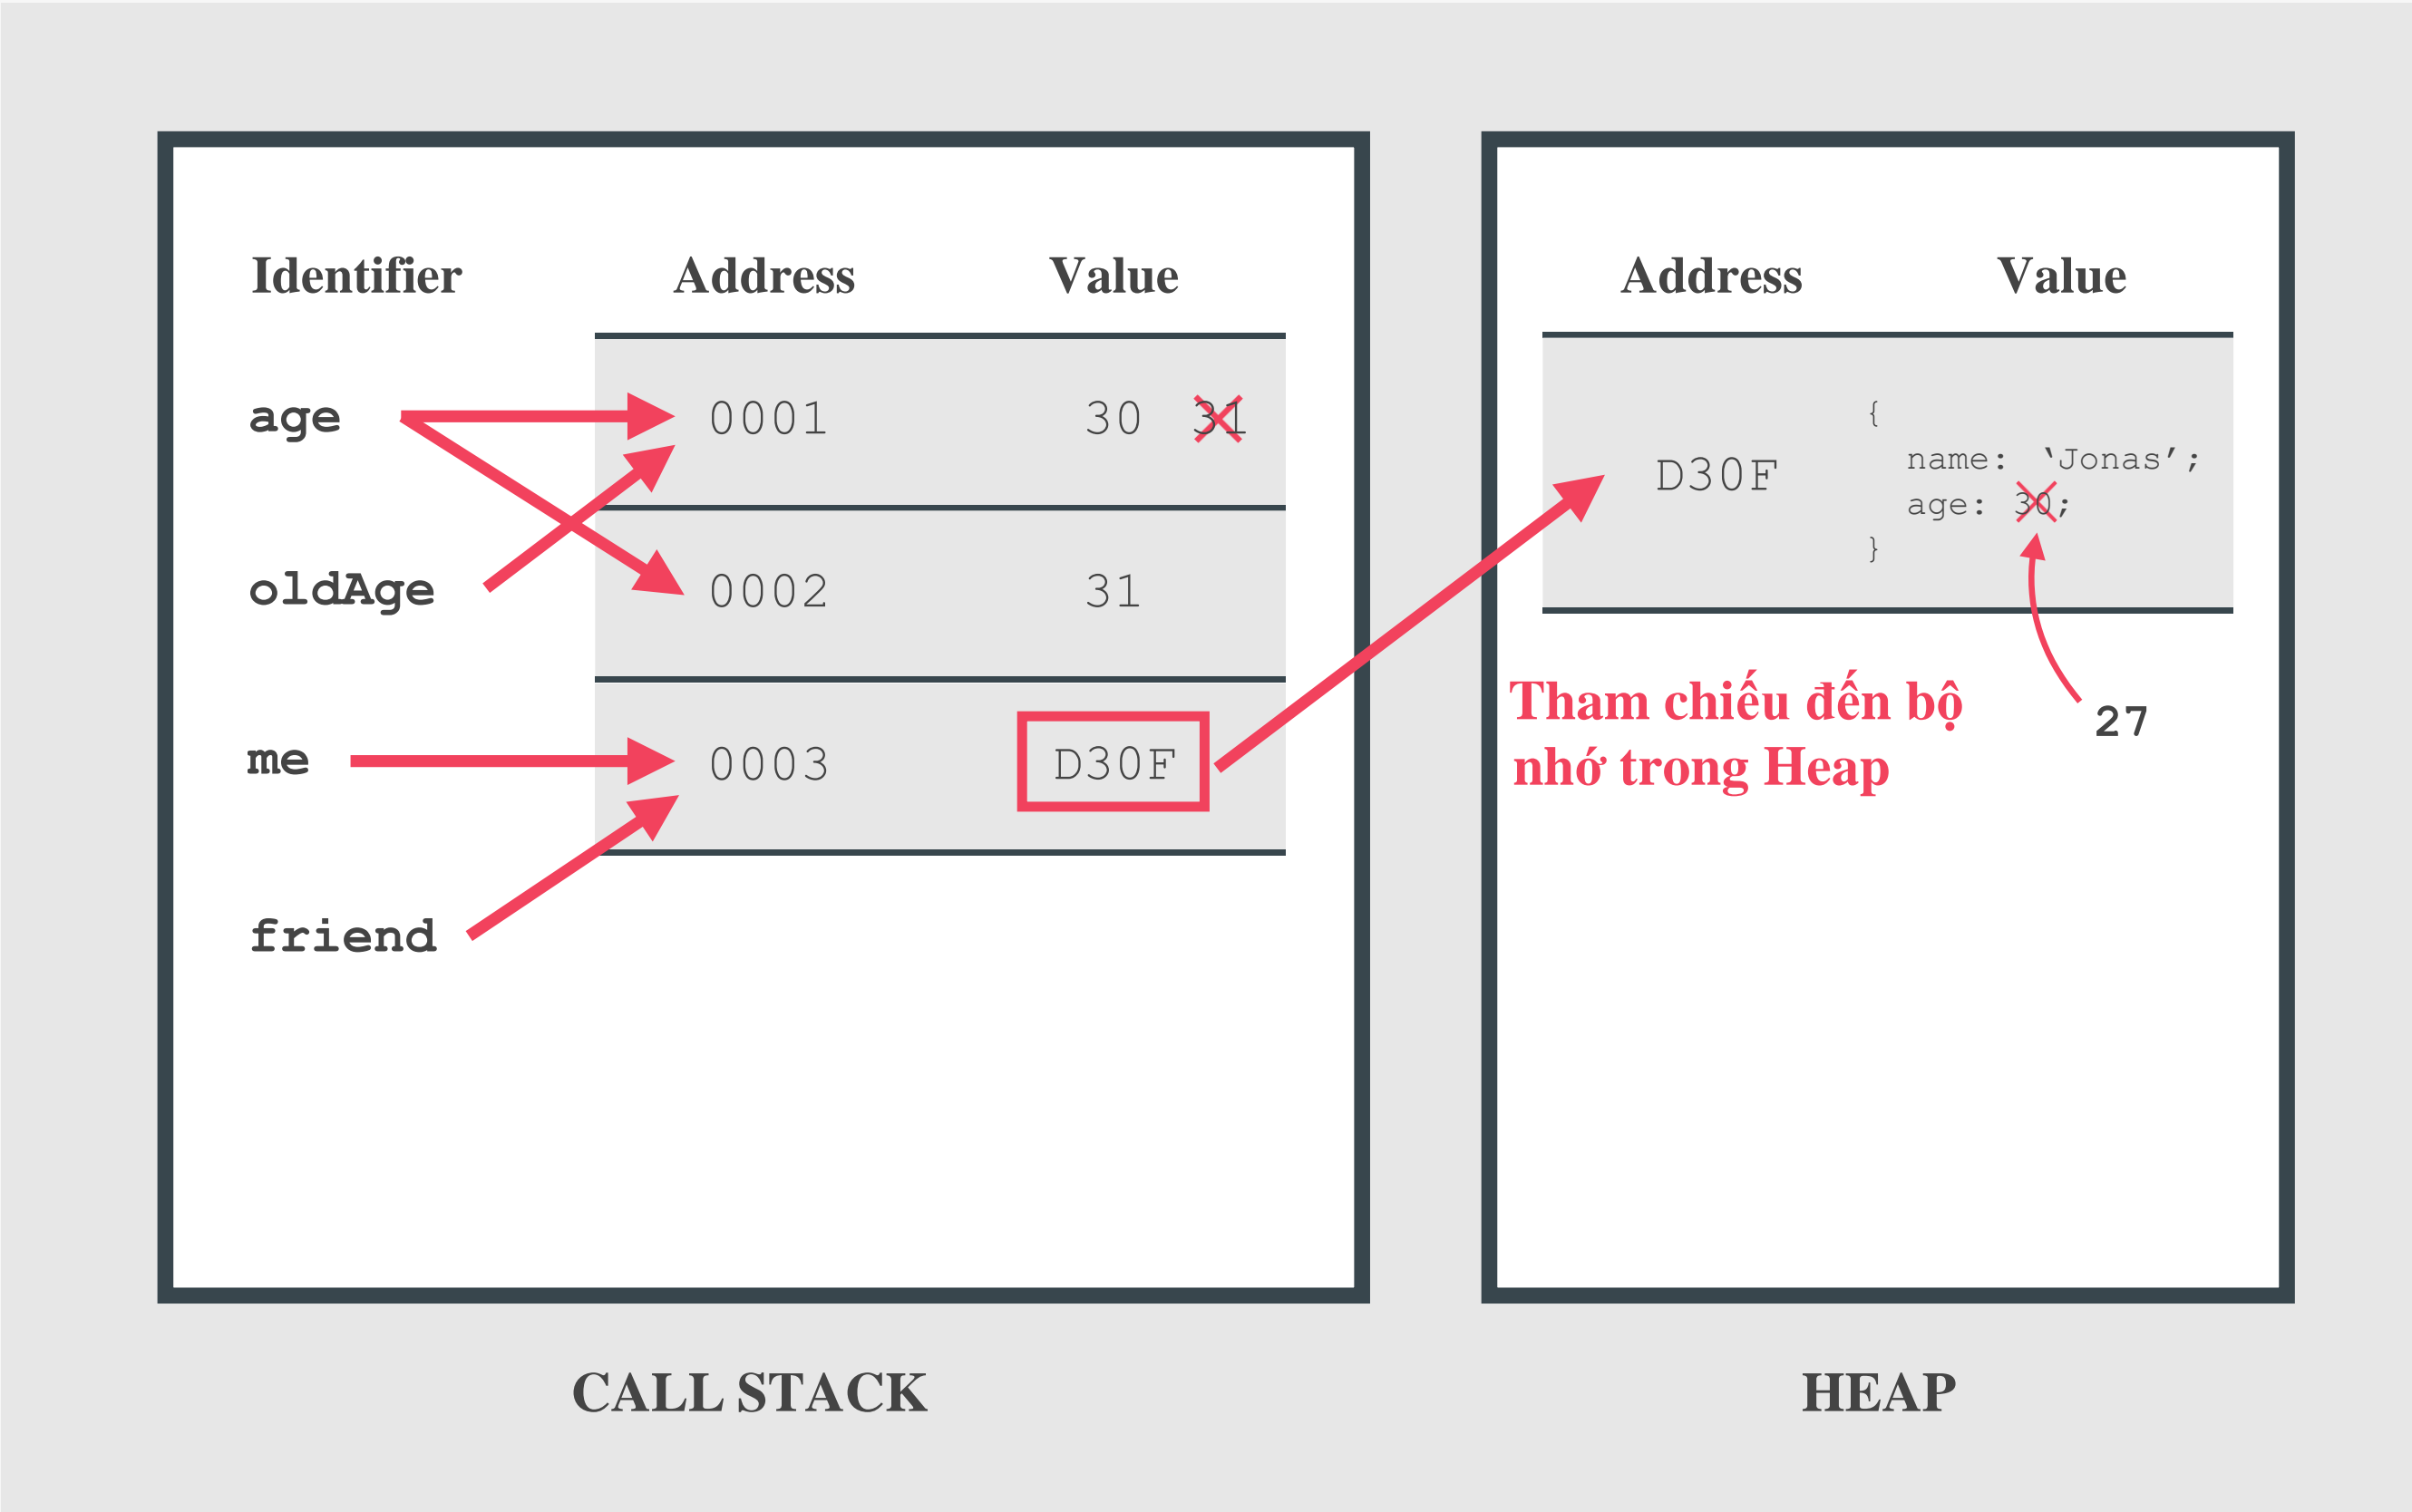 Identifier Address Value
age 0001 30 31
oldAge 0002 31
me 0003 D30F
friend
CALL STACK
Address Value
{
D30F name: ‘Jonas’;
age: 30;
}
27
Tham chiếu đến bộ
nhớ trong Heap
HEAP